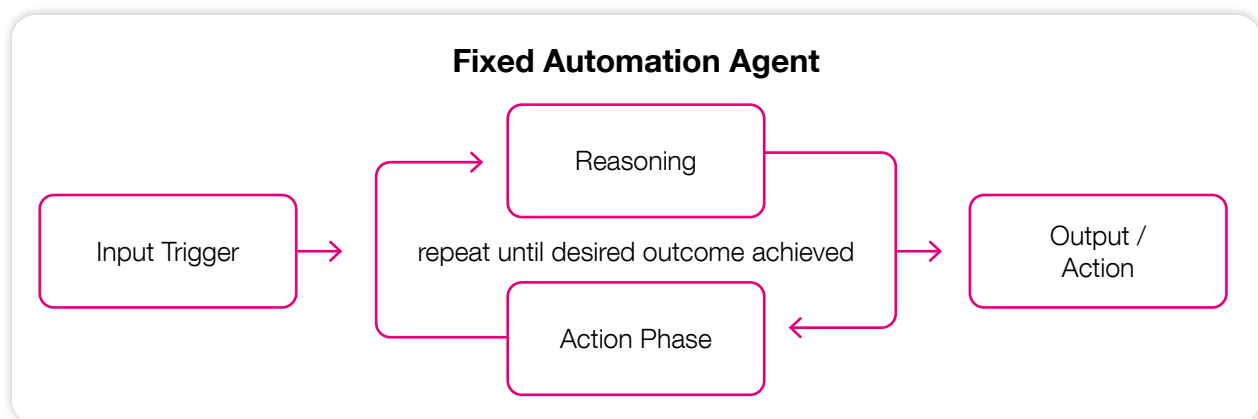 Fixed Automation Agent
Reasoning
Input Trigger
repeat until desired outcome achieved
Output /
Action
Action Phase